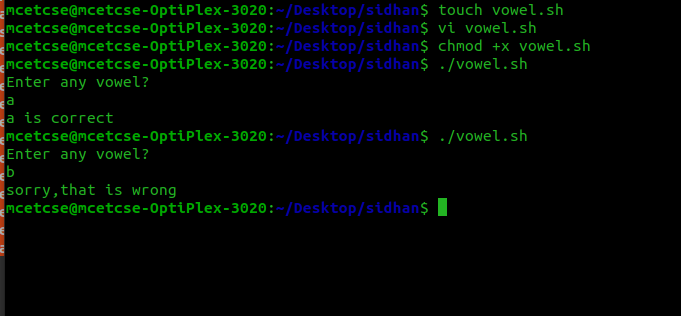 mcetcse@mcetcse-OptiPlex-3020:~/Desktop/sidhan$ touch vowel.sh
mcetcse@mcetcse-OptiPlex-3020:~/Desktop/sidhan$ vi vowel.sh
mcetcse@mcetcse-OptiPlex-3020:~/Desktop/sidhan$ chmod +x vowel.sh
mcetcse@mcetcse-OptiPlex-3020:~/Desktop/sidhan$ ./vowel.sh
Enter any vowel?
a
a is correct
mcetcse@mcetcse-OptiPlex-3020:~/Desktop/sidhan$ ./vowel.sh
Enter any vowel?
b
sorry,that is wrong
mcetcse@mcetcse-OptiPlex-3020:~/Desktop/sidhan$